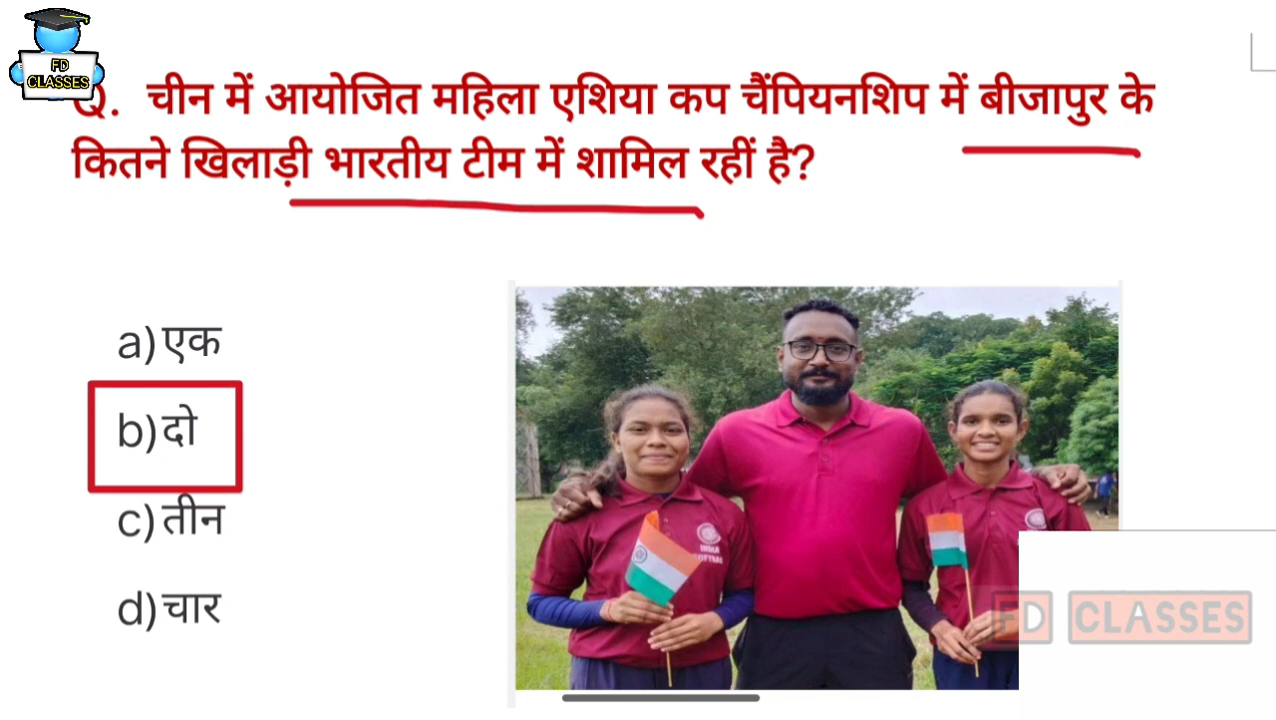 FD
CLASSES
Q. चीन में आयोजित महिला एशिया कप चैंपियनशिप में बीजापुर के
कितने खिलाड़ी भारतीय टीम में शामिल रहीं है?
a) एक
b) दो
c) तीन
d) चार
FD CLASSES